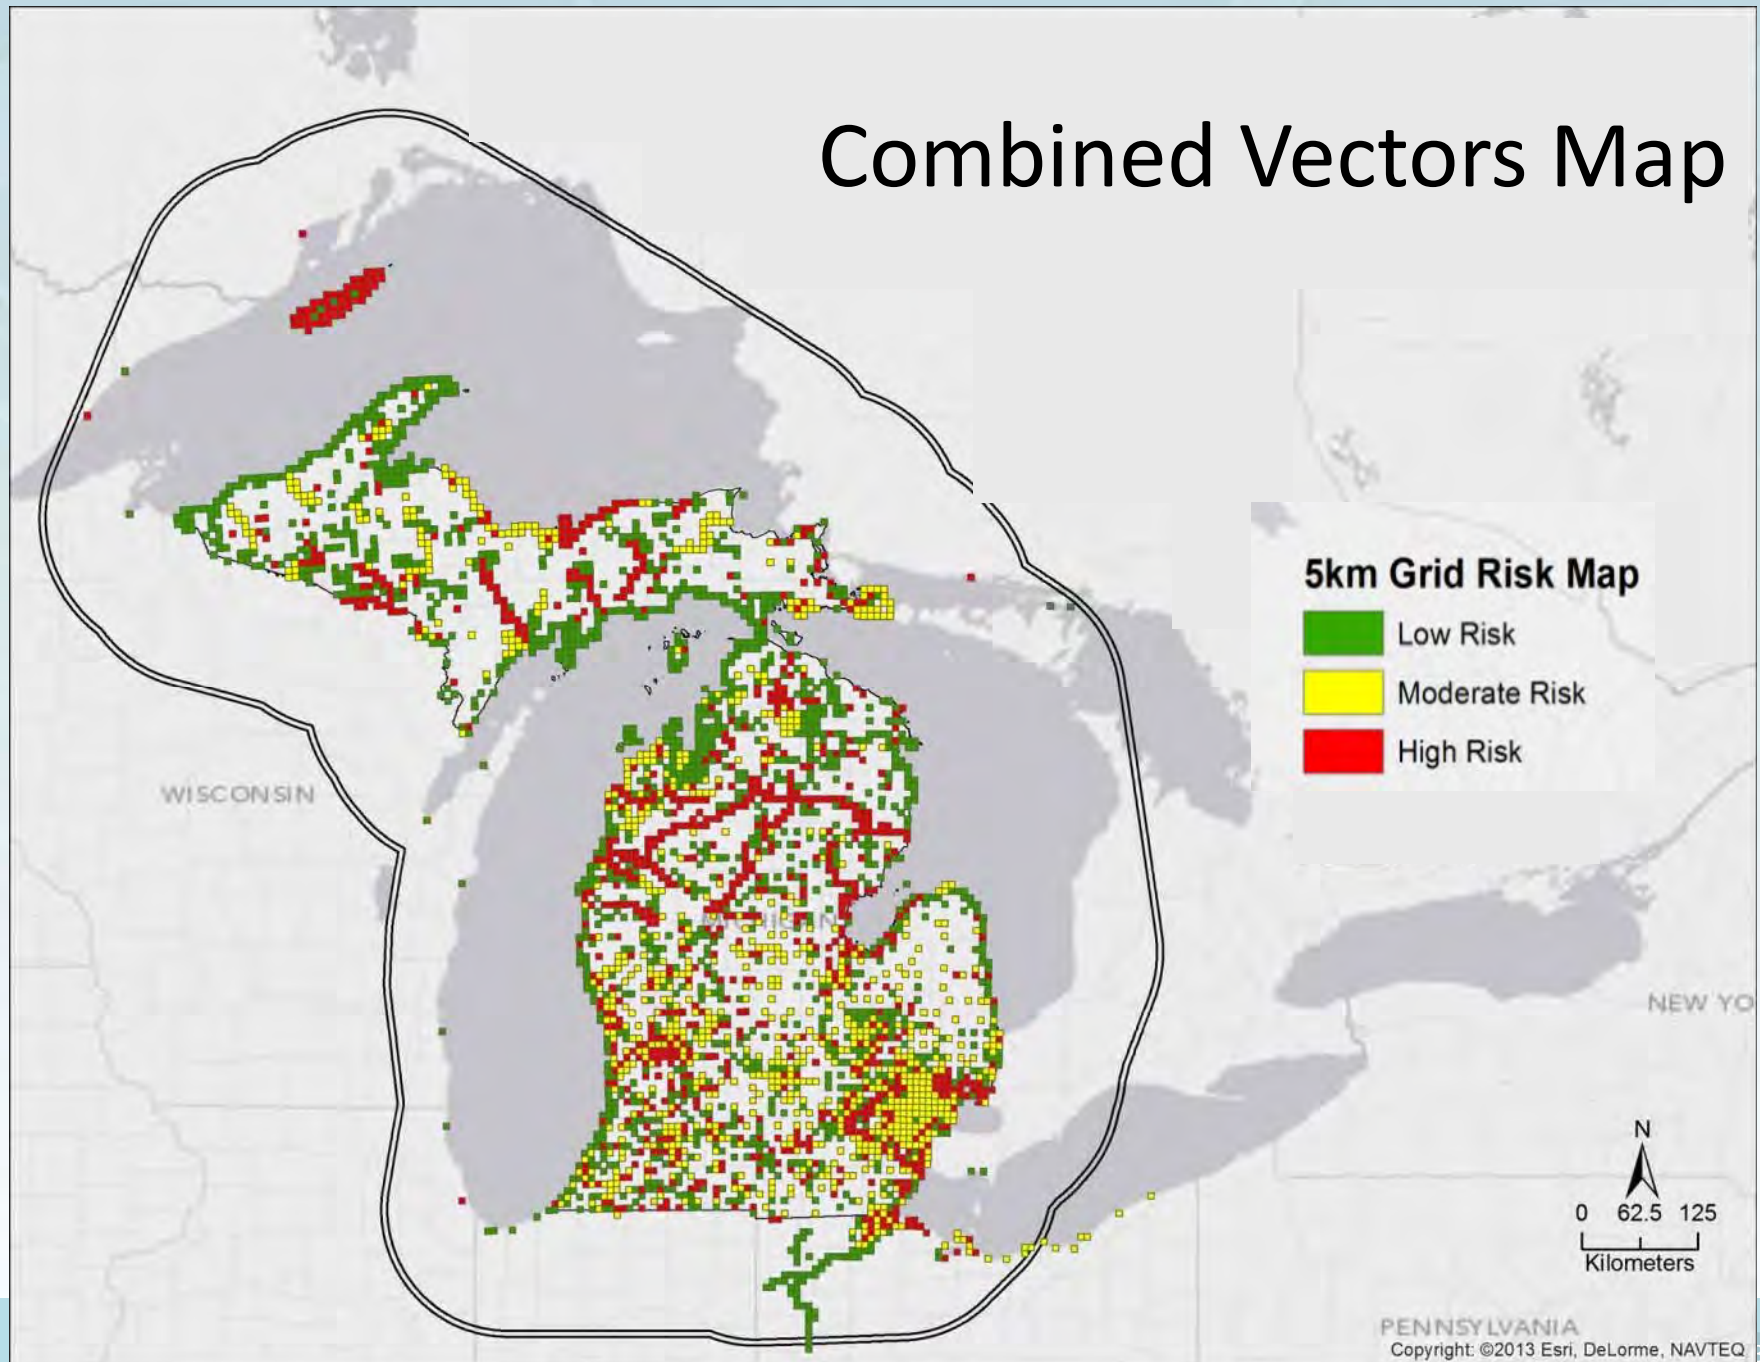 Combined Vectors Map
5km Grid Risk Map
Low Risk
Moderate Risk
High Risk
WISCONSIN
MICHIGAN
NEW YO
N
0 62.5 125
Kilometers
PENNSYLVANIA
Copyright: ©2013 Esri, DeLorme, NAVTEQ